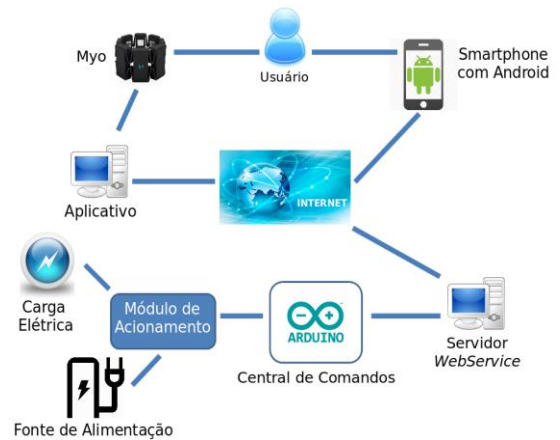 Myo
Usuário
Smartphone
com Android
Aplicativo
INTERNET
Carga
Elétrica
Módulo de
Acionamento
ARDUINO
Central de Comandos
Servidor
WebService
Fonte de Alimentação